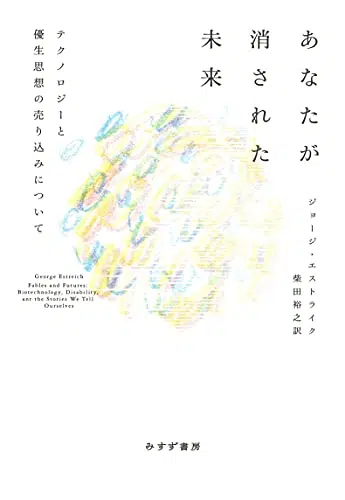 あなたが
消された
未来
テクノロジーと
優生思想の売り込みについて
ジョージ・エストライク
柴田裕之訳
George Estreich
Fables and Futures:
Biotechnology, Disability,
ant the Stories We Tell
Ourselves
みすず書房